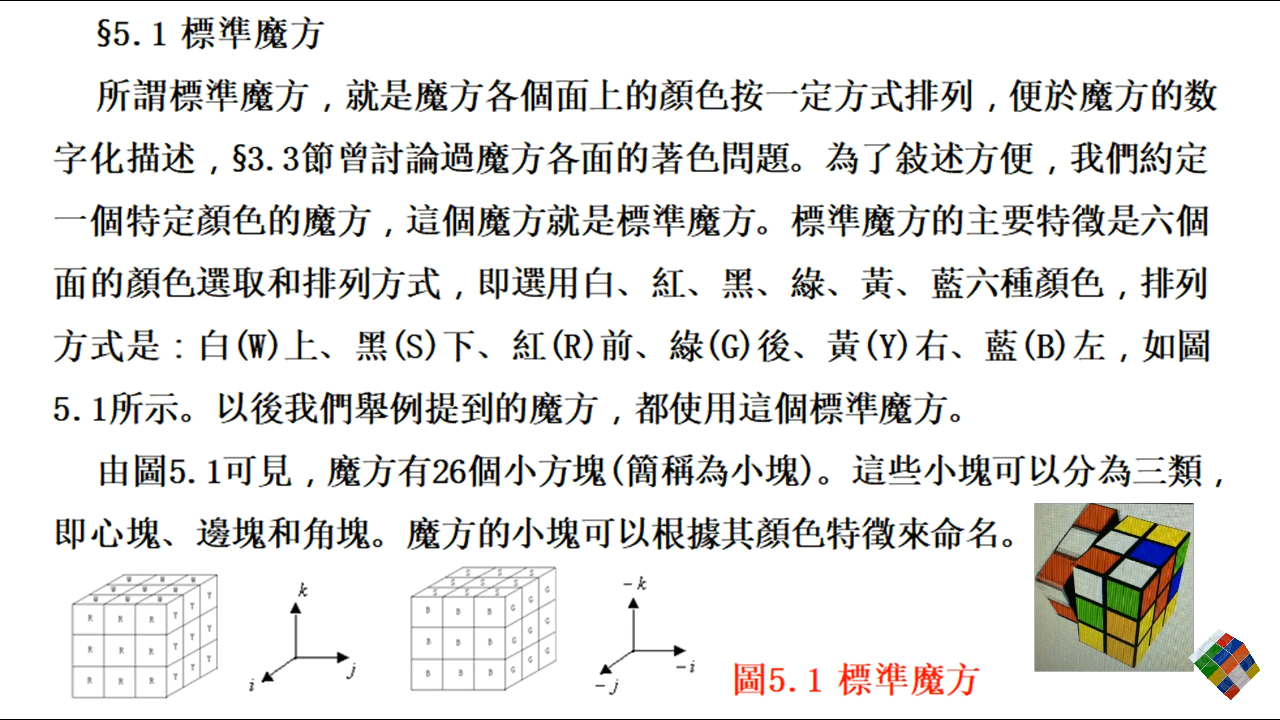 §5.1 標準魔方
所謂標準魔方，就是魔方各個面上的顏色按一定方式排列，便於魔方的数
字化描述，§3.3節曾討論過魔方各面的著色問題。為了敍述方便，我們約定
一個特定顏色的魔方，這個魔方就是標準魔方。標準魔方的主要特徵是六個
面的顏色選取和排列方式，即選用白、紅、黑、綠、黃、藍六種顏色，排列
方式是：白(W)上、黑(S)下、紅(R)前、綠(G)後、黃(Y)右、藍(B)左，如圖
5.1所示。以後我們舉例提到的魔方，都使用這個標準魔方。
由圖5.1可見，魔方有26個小方塊(簡稱為小塊)。這些小塊可以分為三類，
即心塊、邊塊和角塊。魔方的小塊可以根據其顏色特徵來命名。
W W W
W W W
W W W
R R R Y Y Y
R R R Y Y Y
R R R Y Y Y
k
j
i
S S S
S S S
S S S
B B B G G G
B B B G G G
B B B G G G
-k
-i
-j
圖5.1 標準魔方